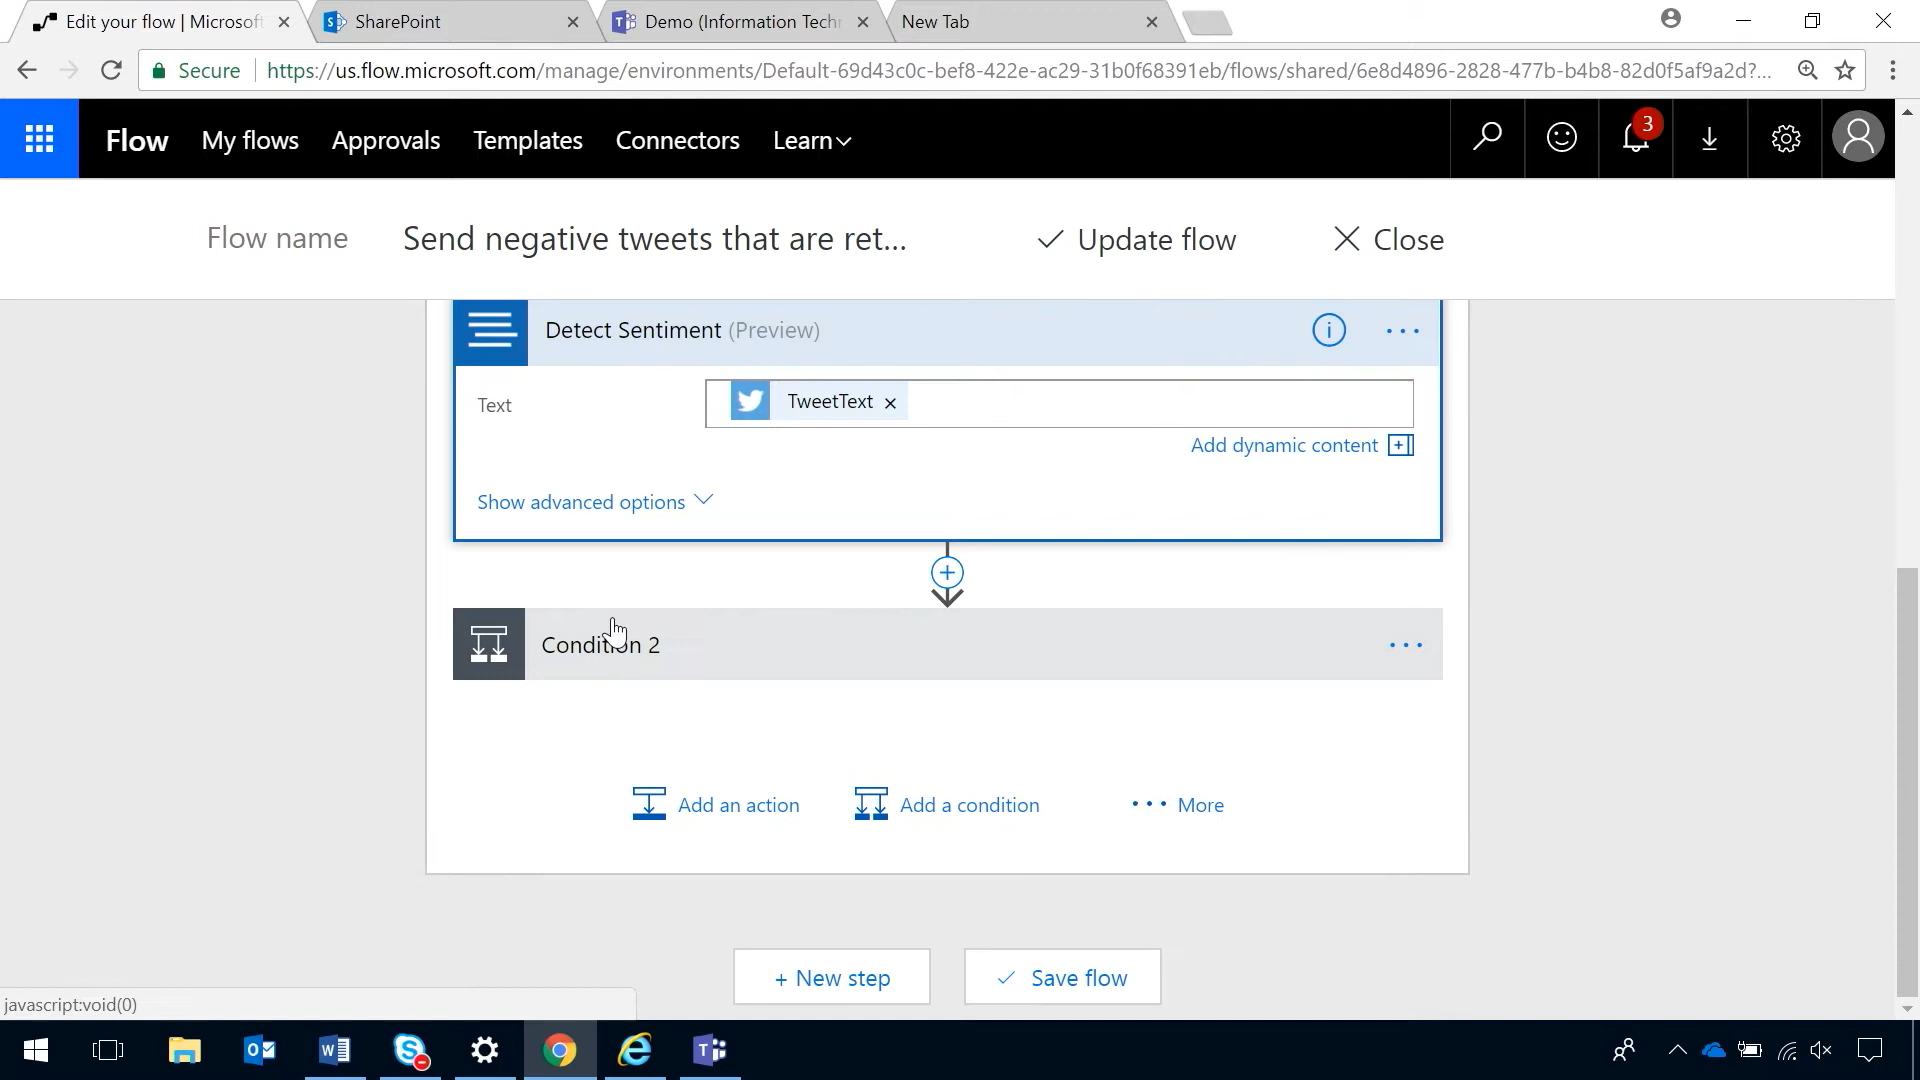 Edit your flow | Microsoft
SharePoint
Demo (Information Techn
New Tab
Secure
https://us.flow.microsoft.com/manage/environments/Default-69d43c0c-bef8-422e-ac29-31b0f68391eb/flows/shared/6e8d4896-2828-477b-b4b8-82d0f5af9a2d?...
Flow
My flows
Approvals
Templates
Connectors
Learn
3
Flow name
Send negative tweets that are ret...
Update flow
Close
Detect Sentiment (Preview)
Text
TweetText
Add dynamic content
Show advanced options
Condition 2
Add an action
Add a condition
More
+ New step
Save flow
javascript:void(0)